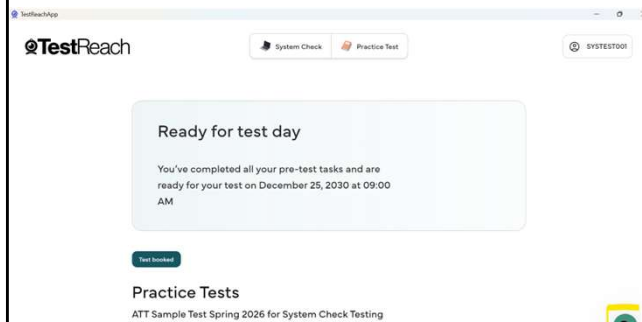 TestReachApp
TestReach
System Check
Practice Test
SYSTEST001
Ready for test day
You've completed all your pre-test tasks and are
ready for your test on December 25, 2030 at 09:00
AM
Test booked
Practice Tests
ATT Sample Test Spring 2026 for System Check Testing